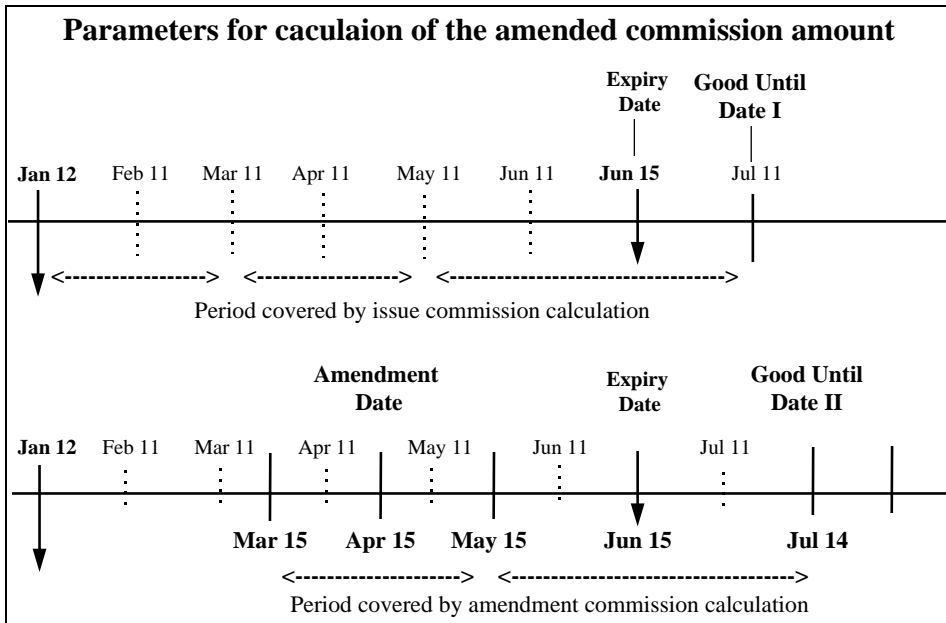 Parameters for caculaion of the amended commission amount
Expiry Date
Good Until Date I
Jan 12 Feb 11 Mar 11 Apr 11 May 11 Jun 11 Jun 15 Jul 11
Period covered by issue commission calculation
Amendment Date
Expiry Date
Good Until Date II
Jan 12 Feb 11 Mar 11 Apr 11 May 11 Jun 11 Jul 11
Mar 15 Apr 15 May 15 Jun 15 Jul 14
Period covered by amendment commission calculation